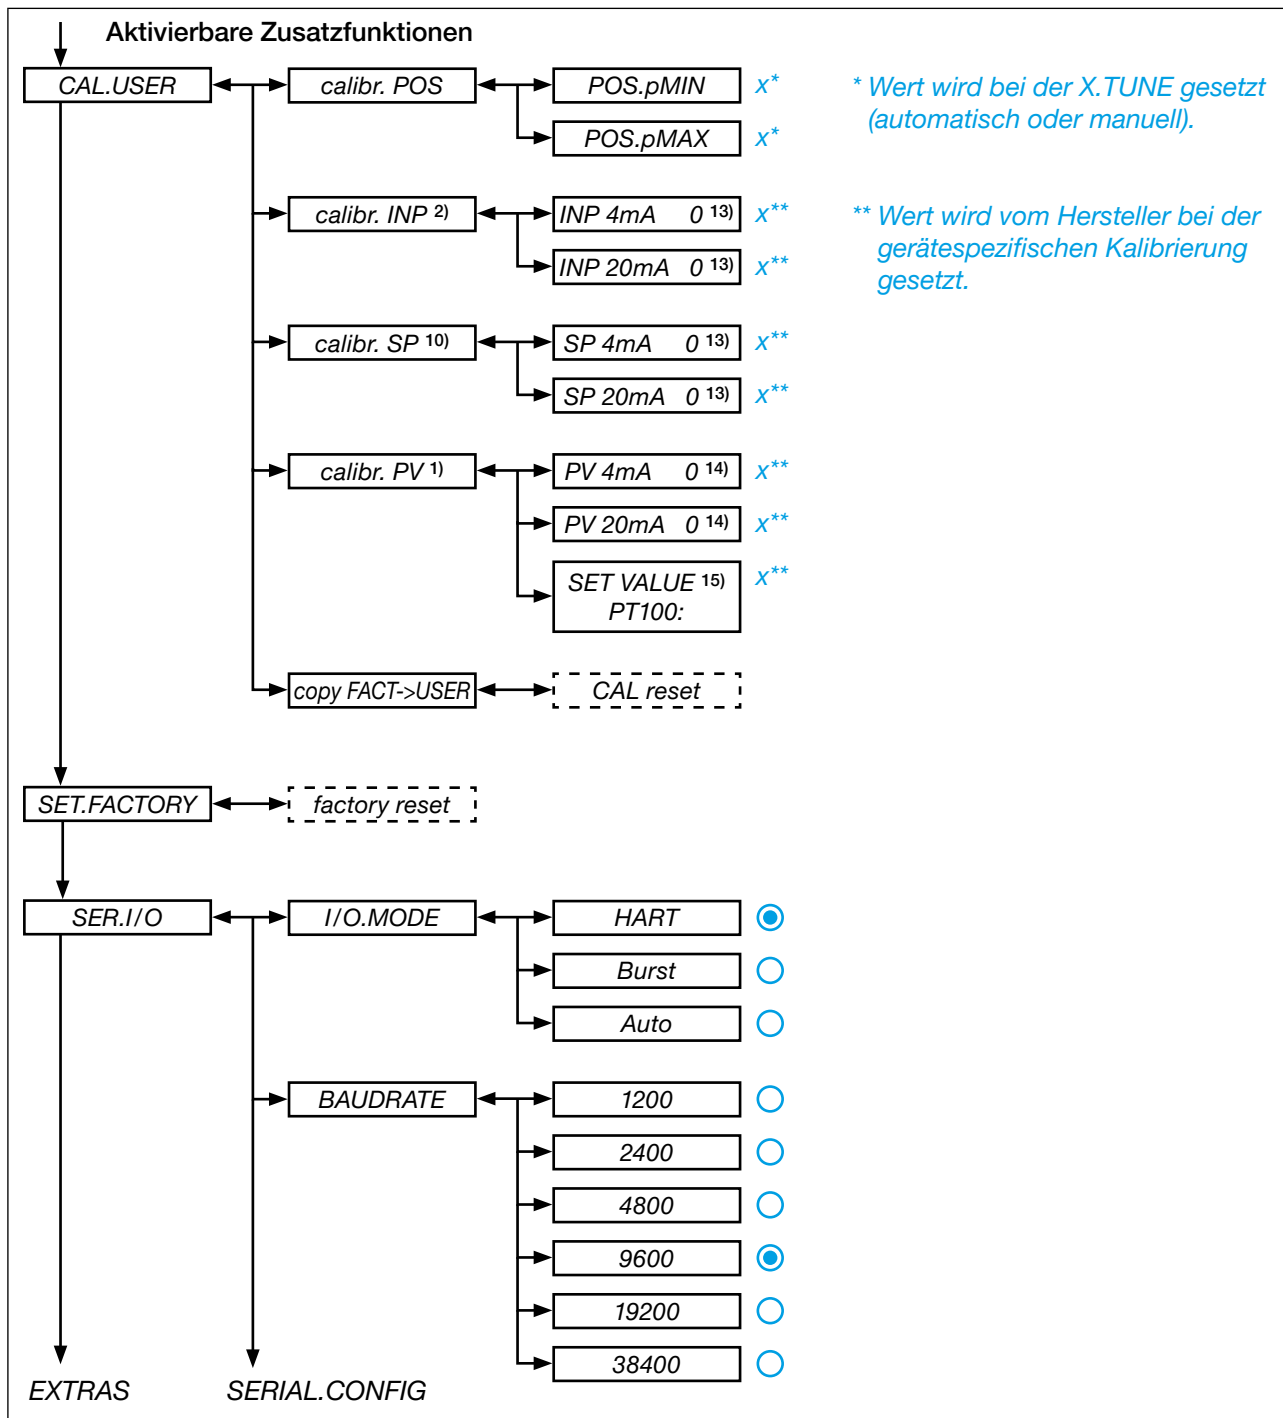 Aktivierbare Zusatzfunktionen
CAL.USER
calibr. POS
POS.pMIN
x*
* Wert wird bei der X.TUNE gesetzt
(automatisch oder manuell).
POS.pMAX
x*
calibr. INP 2)
INP 4mA 0 13)
x**
** Wert wird vom Hersteller bei der
gerätespezifischen Kalibrierung
gesetzt.
INP 20mA 0 13)
x**
calibr. SP 10)
SP 4mA 0 13)
x**
SP 20mA 0 13)
x**
calibr. PV 1)
PV 4mA 0 14)
x**
PV 20mA 0 14)
x**
SET VALUE 15)
PT100:
x**
copy FACT->USER
CAL reset
SET.FACTORY
factory reset
SER.I/O
I/O.MODE
HART
Burst
Auto
BAUDRATE
1200
2400
4800
9600
19200
38400
EXTRAS
SERIAL.CONFIG